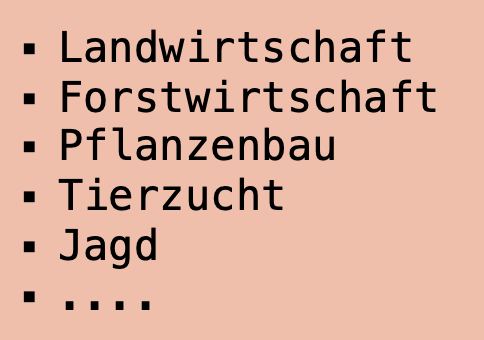 ▪ Landwirtschaft
▪ Forstwirtschaft
▪ Pflanzenbau
▪ Tierzucht
▪ Jagd
▪ ....